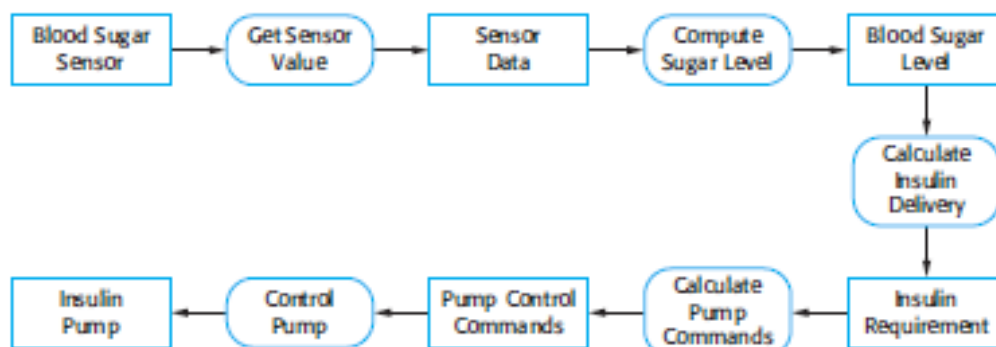 Blood Sugar
Sensor
Get Sensor
Value
Sensor
Data
Compute
Sugar Level
Blood Sugar
Level
Calculate
Insulin
Delivery
Insulin
Pump
Control
Pump
Pump Control
Commands
Calculate
Pump
Commands
Insulin
Requirement